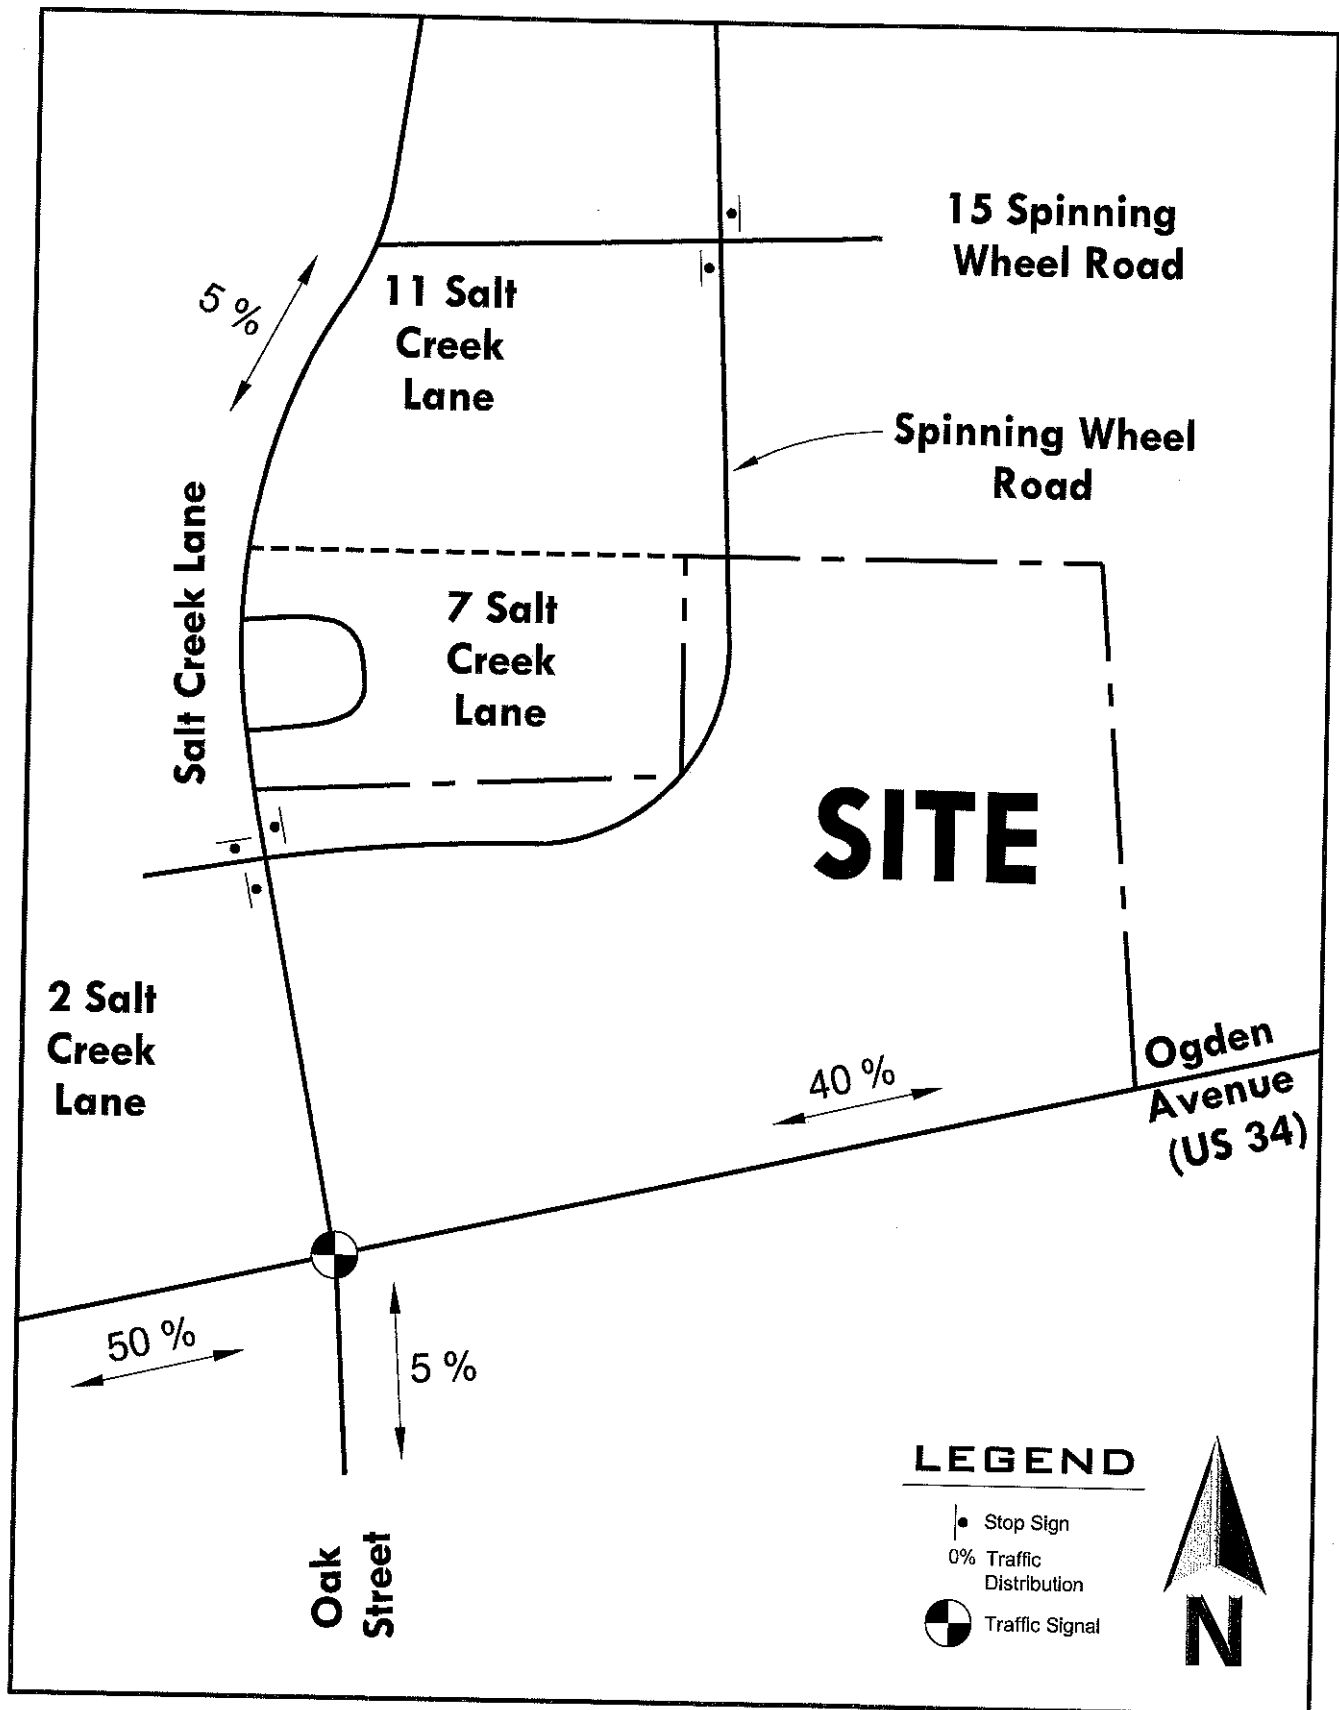 15 Spinning
Wheel Road
5 %
11 Salt
Creek
Lane
Spinning Wheel
Road
Salt Creek Lane
7 Salt
Creek
Lane
SITE
2 Salt
Creek
Lane
40 %
Ogden
Avenue
(US 34)
50 %
5 %
Oak
Street
LEGEND
Stop Sign
0% Traffic
Distribution
Traffic Signal
N